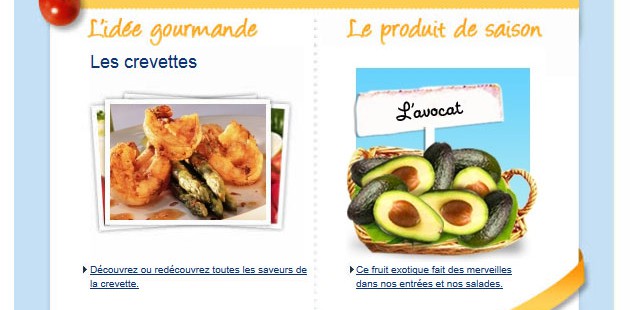 L'idée gourmande
Les crevettes
Découvrez ou redécouvrez toutes les saveurs de
la crevette.
Le produit de saison
L'avocat
Ce fruit exotique fait des merveilles
dans nos entrées et nos salades.